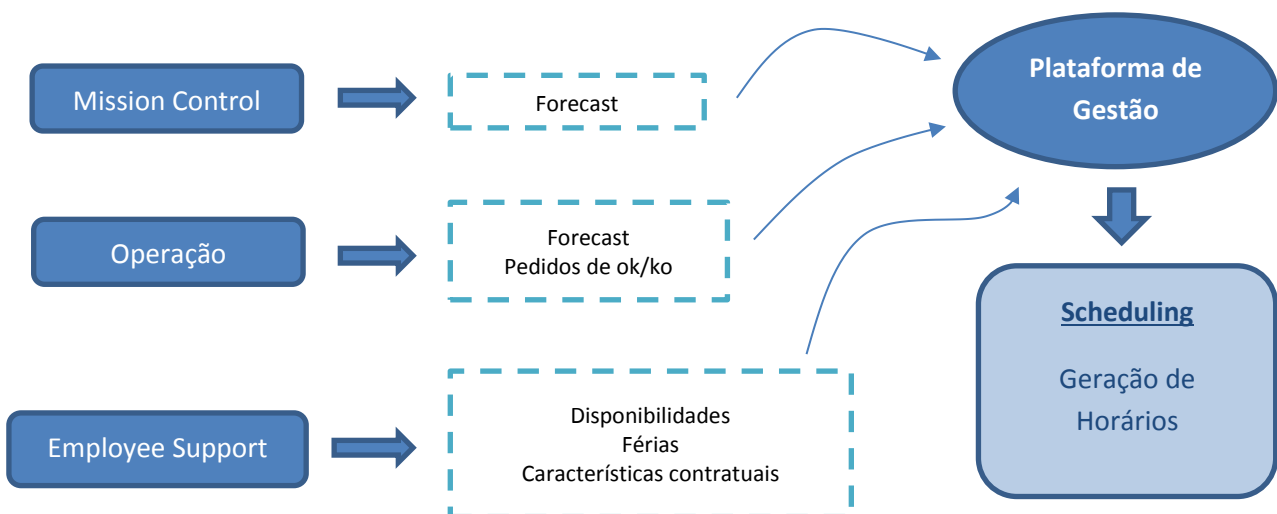 Mission Control
Forecast
Plataforma de
Gestão
Operação
Forecast
Pedidos de ok/ko
Scheduling
Geração de
Horários
Employee Support
Disponibilidades
Férias
Características contratuais